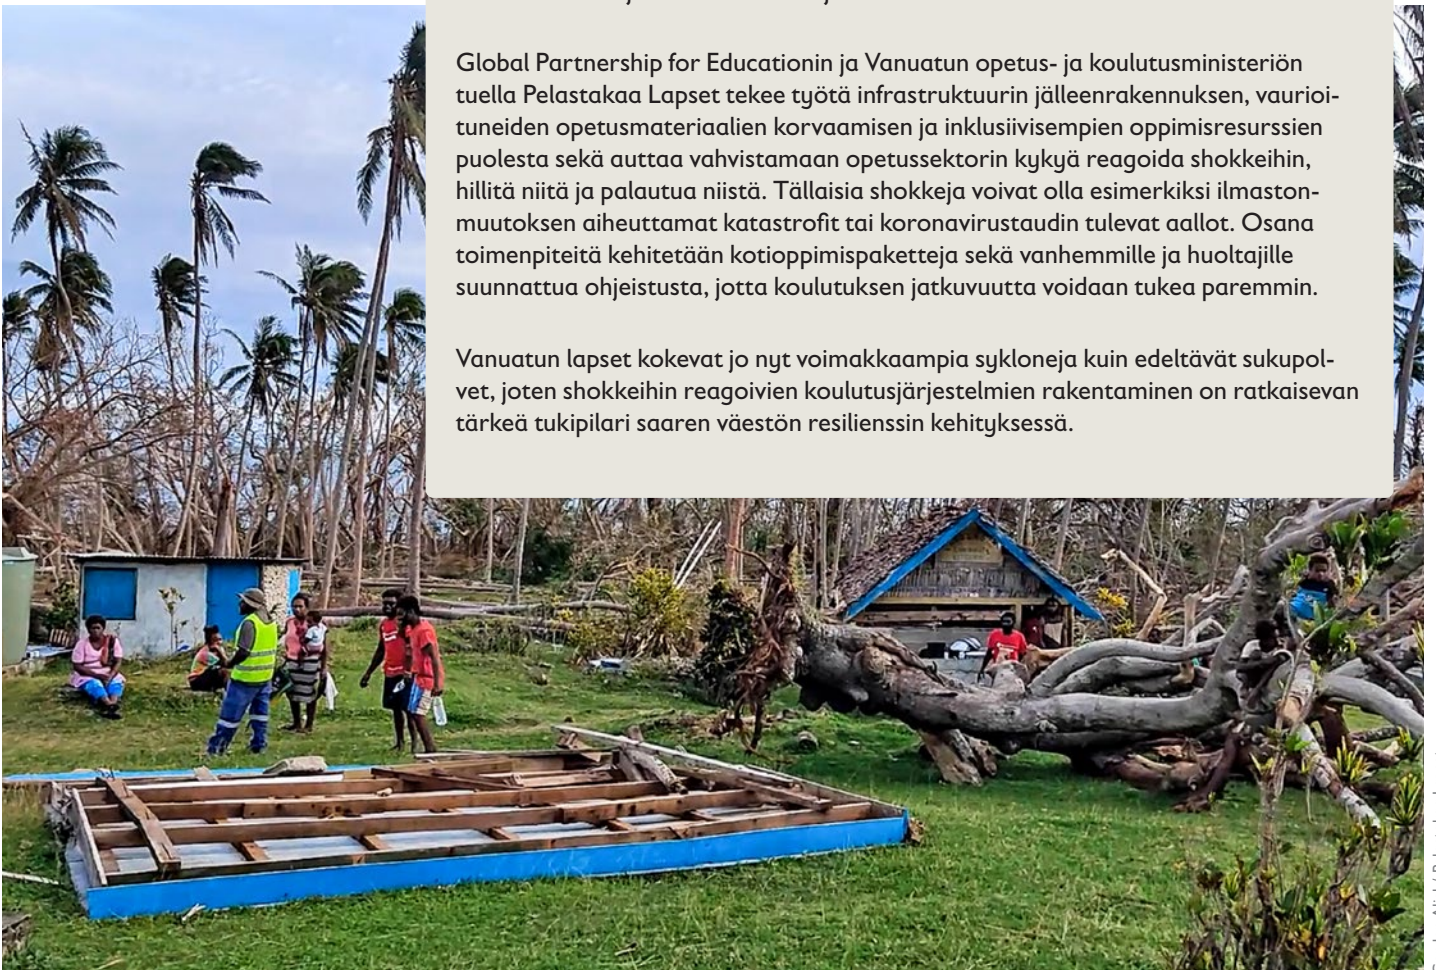 Global Partnership for Educationin ja Vanuatun opetus- ja koulutusministeriön
tuella Pelastakaa Lapset tekee työtä infrastruktuurin jälleenrakennuksen, vaurioi-
tuneiden opetusmateriaalien korvaamisen ja inklusiivisempien oppimisresurssien
puolesta sekä auttaa vahvistamaan opetussektorin kykyä reagoida shokkeihin,
hillitä niitä ja palautua niistä. Tällaisia shokkeja voivat olla esimerkiksi ilmaston-
muutoksen aiheuttamat katastrofit tai koronavirustaudin tulevat aallot. Osana
toimenpiteitä kehitetään kotioppimispaketteja sekä vanhemmille ja huoltajille
suunnattua ohjeistusta, jotta koulutuksen jatkuvuutta voidaan tukea paremmin.
Vanuatun lapset kokevat jo nyt voimakkaampia sykloneja kuin edeltävät sukupol-
vet, joten shokkeihin reagoivien koulutusjärjestelmien rakentaminen on ratkaisevan
tärkeä tukipilari saaren väestön resilienssin kehityksessä.